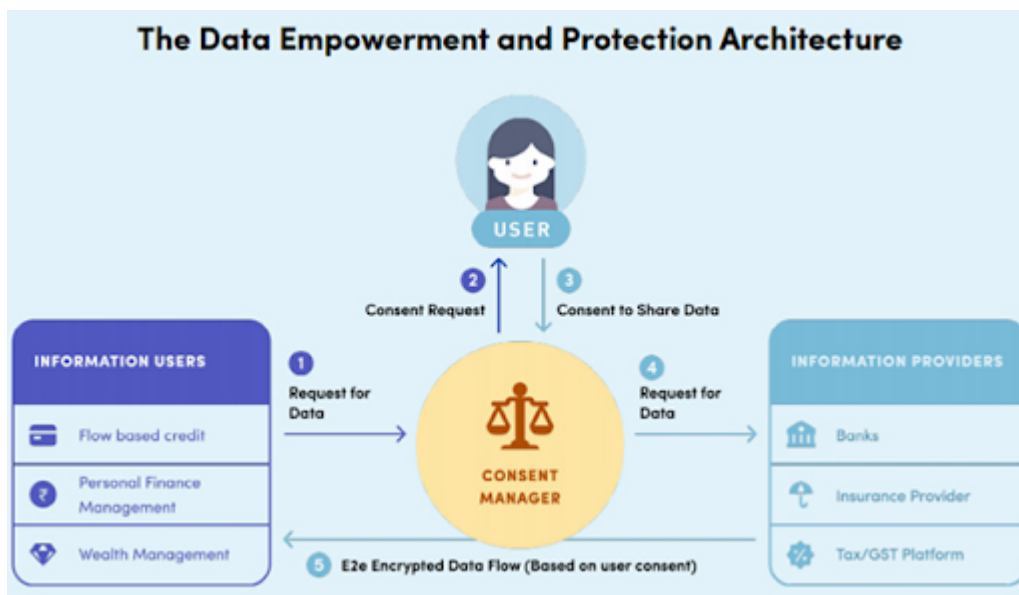 The Data Empowerment and Protection Architecture
USER
2
Consent Request
3
Consent to Share Data
INFORMATION USERS
Flow based credit
₹
Personal Finance
Management
Wealth Management
1
Request for
Data
CONSENT
MANAGER
4
Request for
Data
INFORMATION PROVIDERS
Banks
Insurance Provider
%
Tax/GST Platform
5
E2e Encrypted Data Flow (Based on user consent)